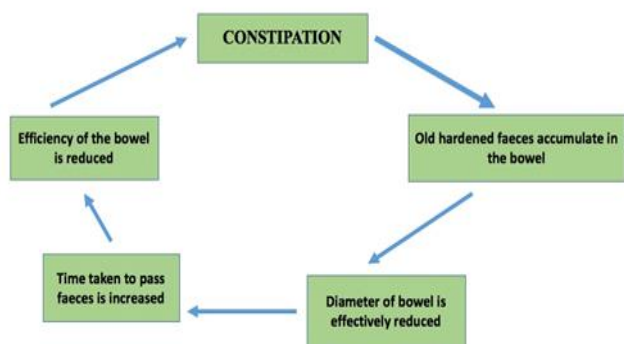 CONSTIPATION
Old hardened faeces accumulate in
the bowel
Diameter of bowel is
effectively reduced
Time taken to pass
faeces is increased
Efficiency of the bowel
is reduced